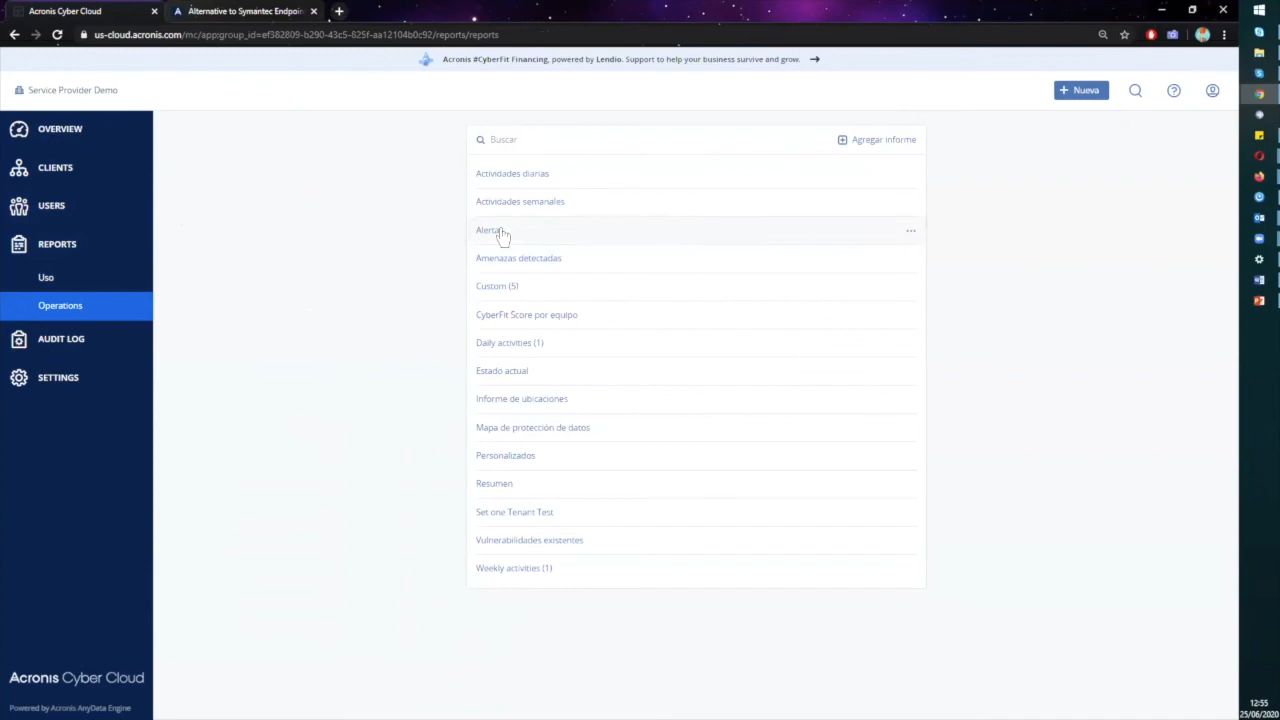 Acronis Cyber Cloud
Alternative to Symantec Endpoin
us-cloud.acronis.com/mc/app;group_id=ef382809-b290-43c5-825f-aa12104b0c92/reports/reports
Acronis #CyberFit Financing, powered by Lendio. Support to help your business survive and grow.
Service Provider Demo
Nueva
OVERVIEW
CLIENTS
USERS
REPORTS
Uso
Operations
AUDIT LOG
SETTINGS
Buscar
Agregar informe
Actividades diarias
Actividades semanales
Alerta
Amenazas detectadas
Custom (5)
CyberFit Score por equipo
Daily activities (1)
Estado actual
Informe de ubicaciones
Mapa de protección de datos
Personalizados
Resumen
Set one Tenant Test
Vulnerabilidades existentes
Weekly activities (1)
Acronis Cyber Cloud
Powered by Acronis AnyData Engine
12:55
25/06/2020